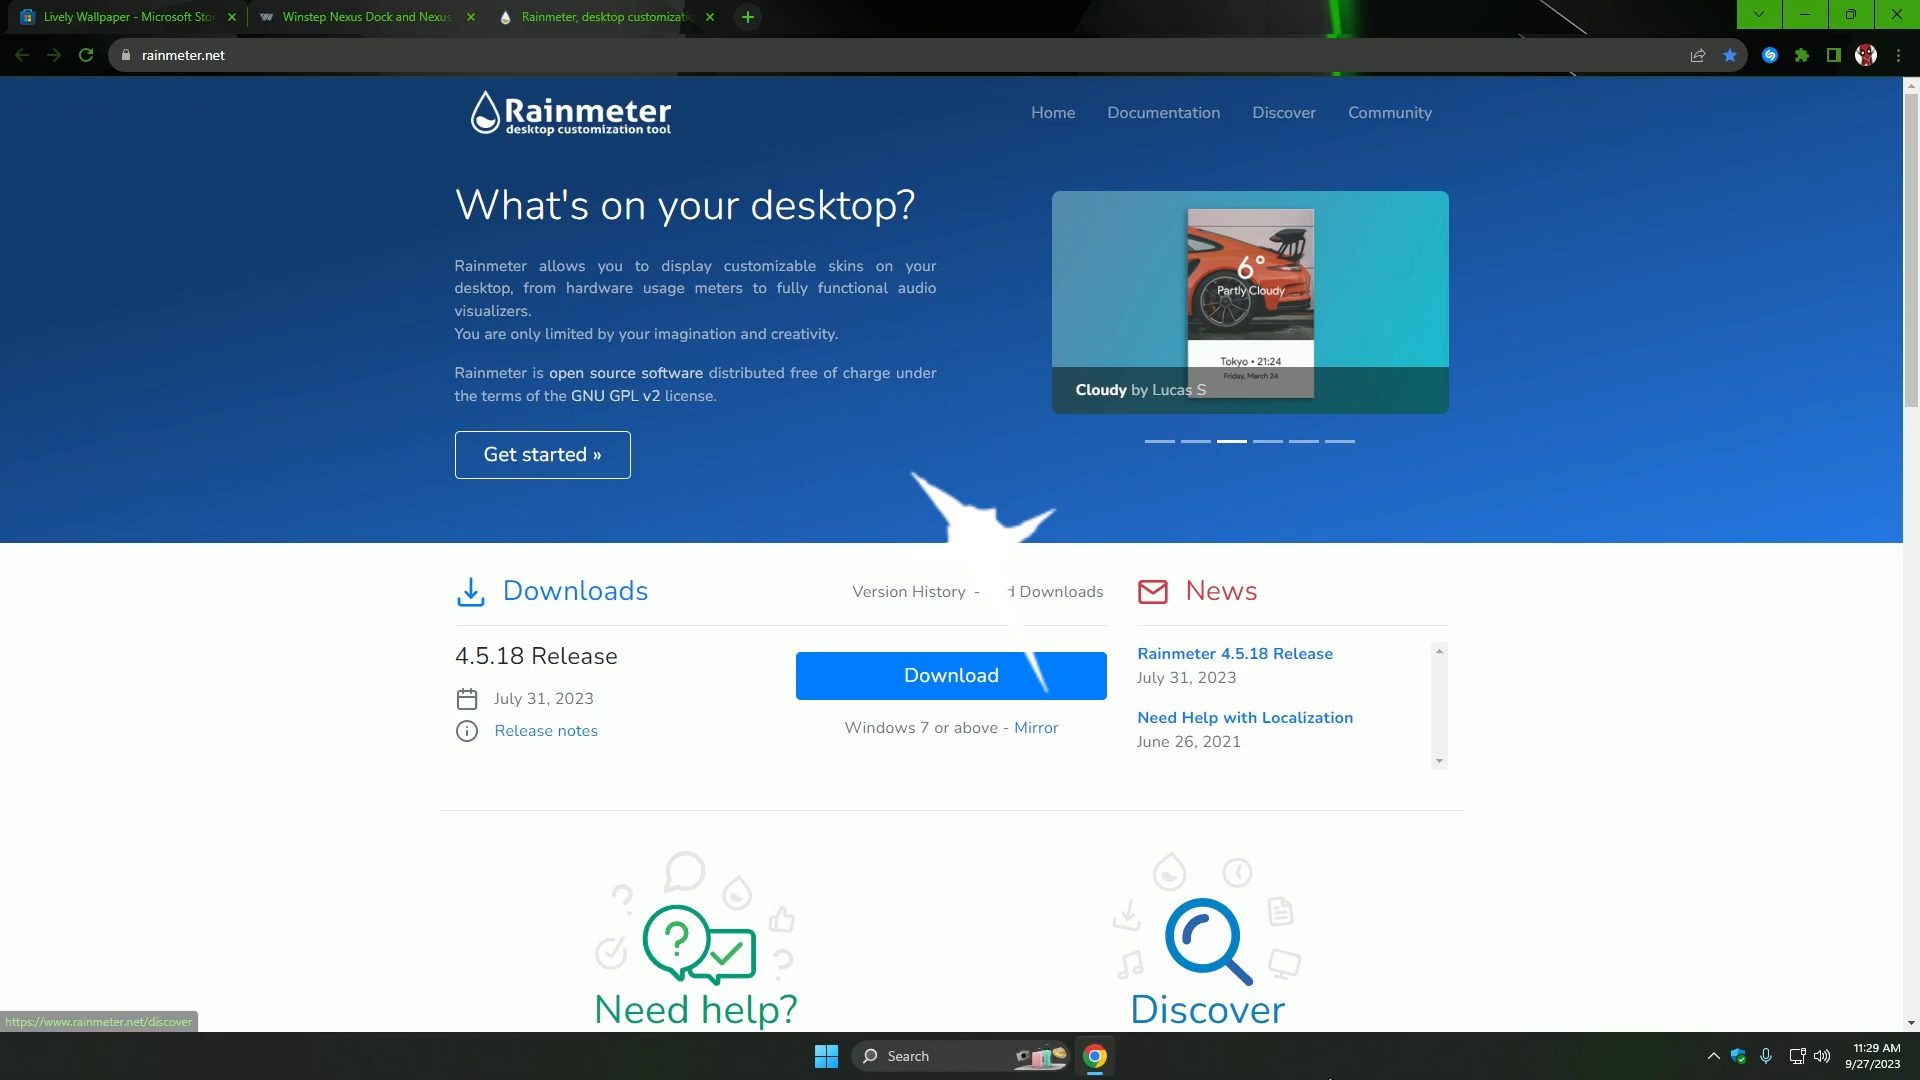 Lively Wallpaper - Microsoft Sto
Winstep Nexus Dock and Nexus
Rainmeter, desktop customizatio
rainmeter.net
Rainmeter
desktop customization tool
Home
Documentation
Discover
Community
What's on your desktop?
Rainmeter allows you to display customizable skins on your
desktop, from hardware usage meters to fully functional audio
visualizers.
You are only limited by your imagination and creativity.
Rainmeter is open source software distributed free of charge under
the terms of the GNU GPL v2 license.
Get started »
6°
Partly Cloudy
Tokyo • 21:24
Friday, March 24
Cloudy by Lucas S
Downloads
Version History -
Downloads
News
4.5.18 Release
July 31, 2023
Release notes
Download
Windows 7 or above - Mirror
Rainmeter 4.5.18 Release
July 31, 2023
Need Help with Localization
June 26, 2021
Need help?
Discover
https://www.rainmeter.net/discover
Search
11:29 AM
9/27/2023